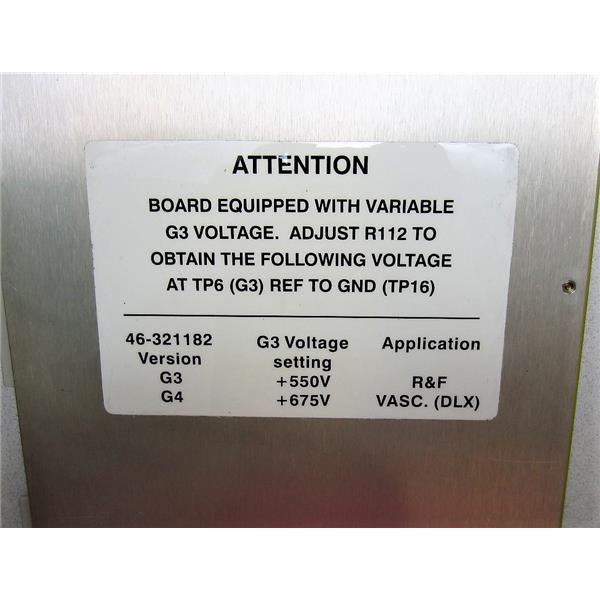 ATTENTION
BOARD EQUIPPED WITH VARIABLE
G3 VOLTAGE. ADJUST R112 TO
OBTAIN THE FOLLOWING VOLTAGE
AT TP6 (G3) REF TO GND (TP16)
46-321182 G3 Voltage Application
Version setting
G3 +550V R&F
G4 +675V VASC. (DLX)